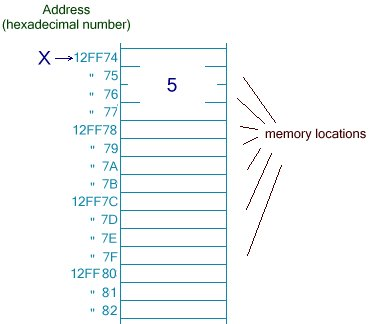 Address
(hexadecimal number)
X 12FF74
" 75
5
" 76
" 77
12FF78
memory locations
" 79
" 7A
" 7B
12FF7C
" 7D
" 7E
" 7F
12FF80
" 81
" 82